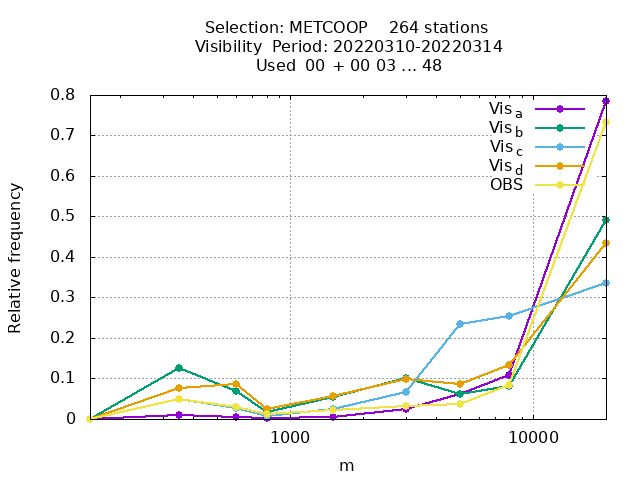 Selection: METCOOP 264 stations
Visibility Period: 20220310-20220314
Used 00 + 00 03 ... 48
0.8
0.7
0.6
0.5
0.4
0.3
0.2
0.1
0
Relative frequency
Vis a
Vis b
Vis c
Vis d
OBS
1000 10000
m